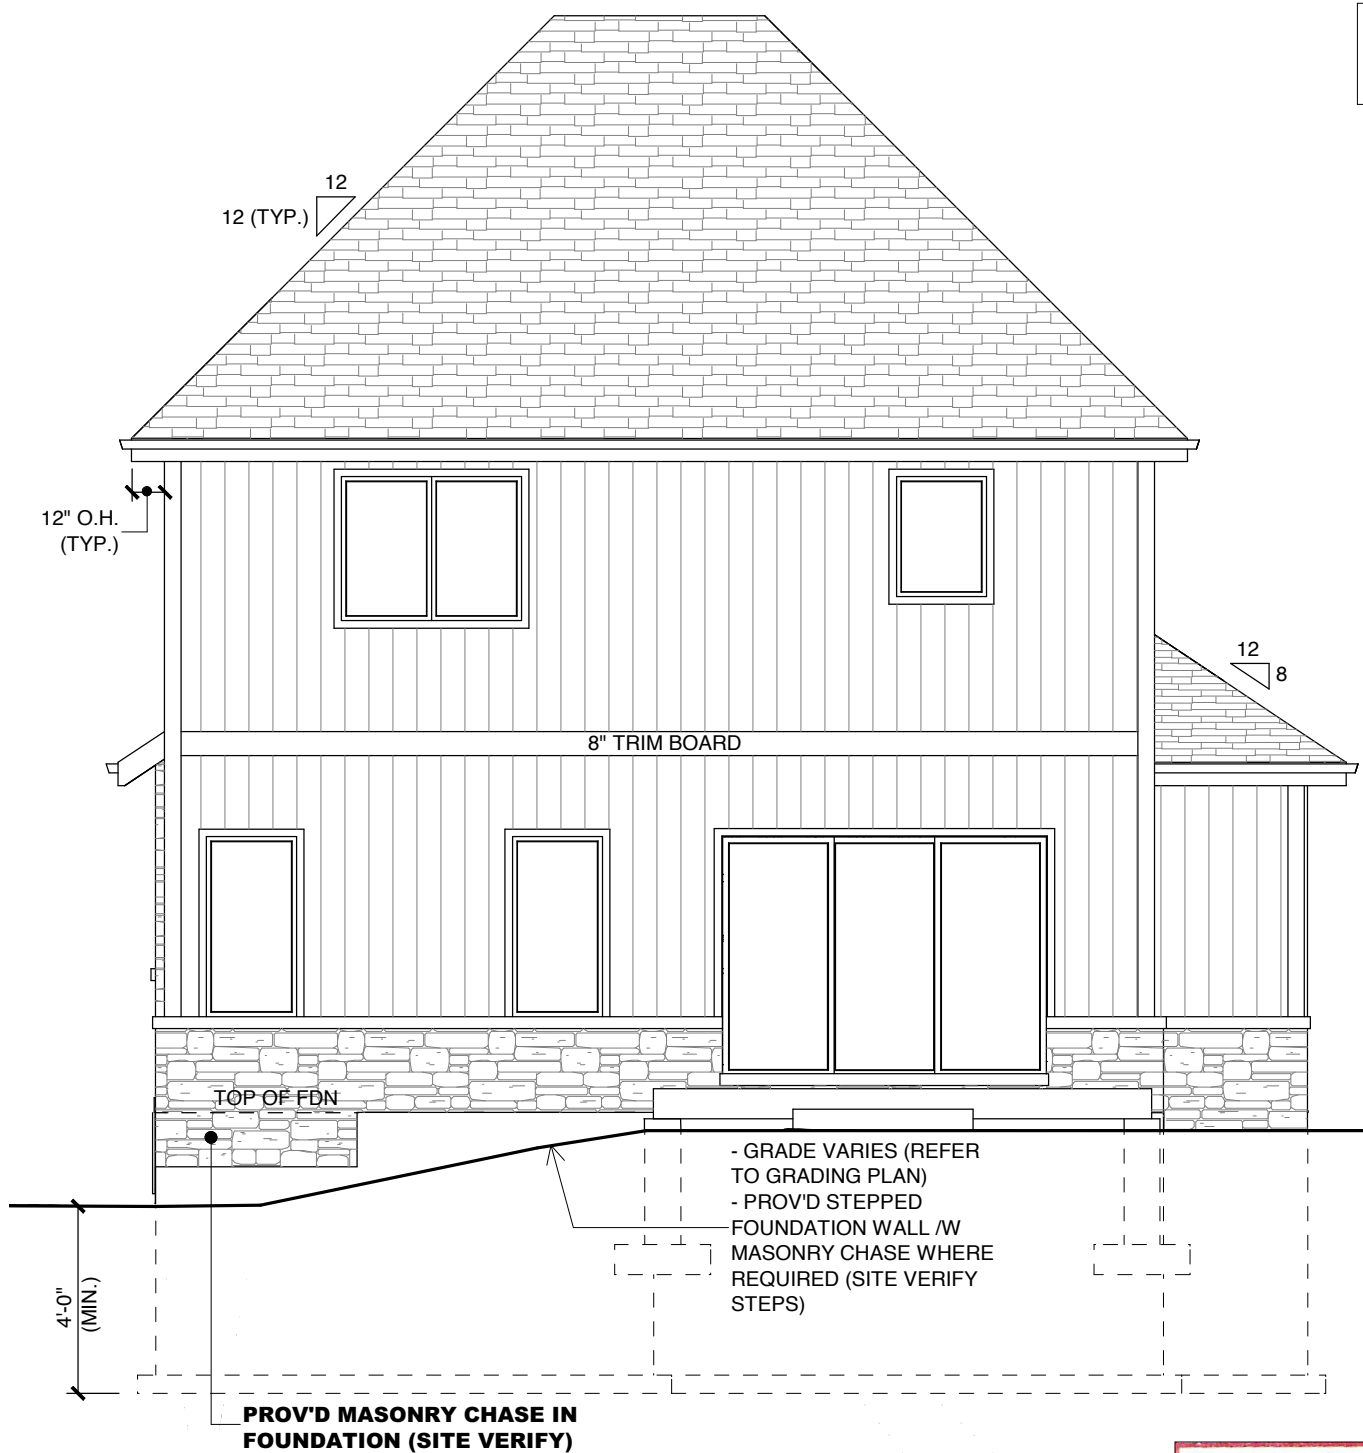 12
12 (TYP.)
12" O.H.
(TYP.)
12
8
8" TRIM BOARD
TOP OF FDN
- GRADE VARIES (REFER
TO GRADING PLAN)
- PROV'D STEPPED
FOUNDATION WALL /W
MASONRY CHASE WHERE
REQUIRED (SITE VERIFY
STEPS)
4'-0"
(MIN.)
PROV'D MASONRY CHASE IN
FOUNDATION (SITE VERIFY)